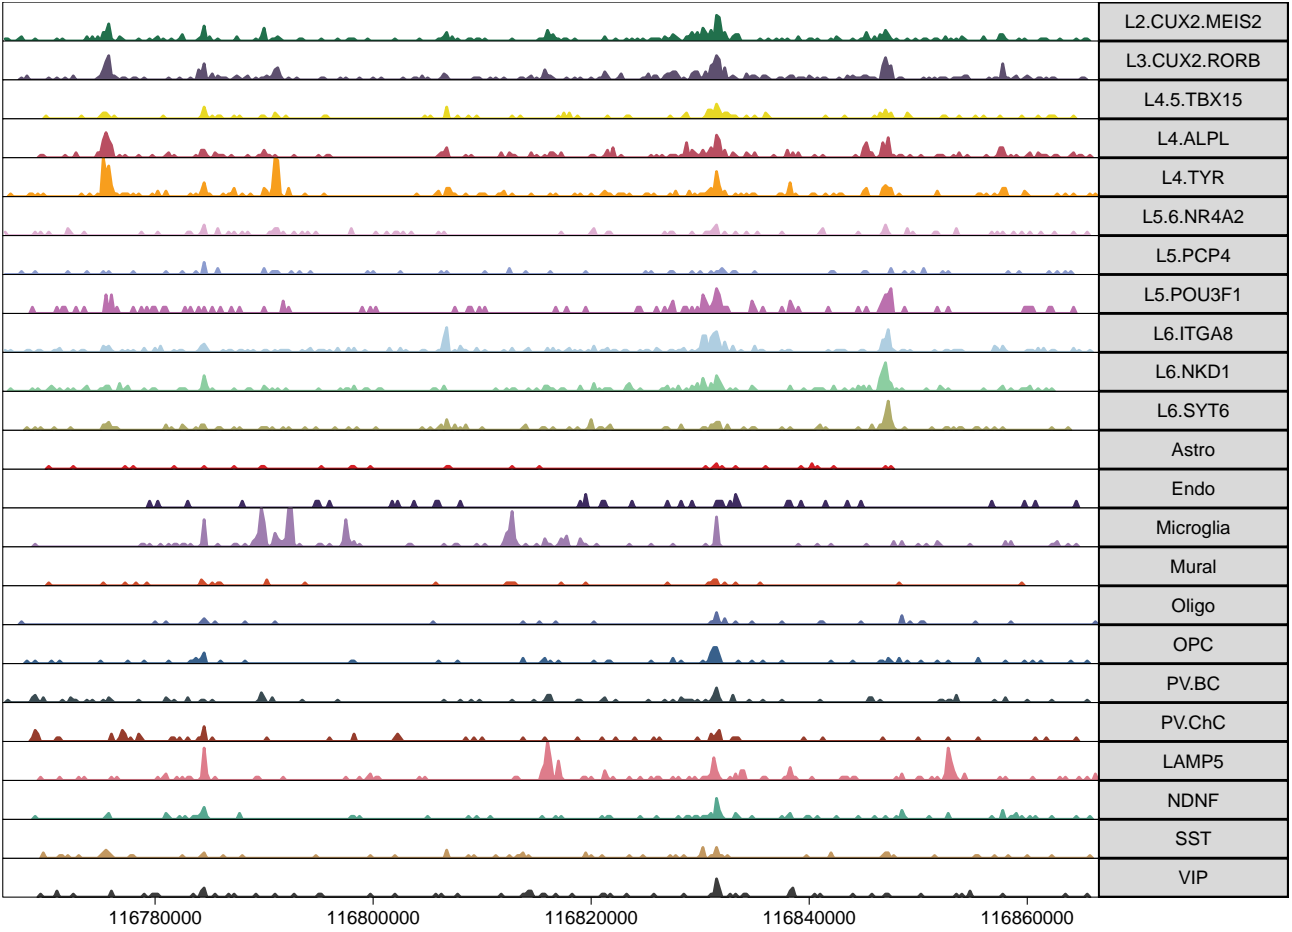 L2.CUX2.MEIS2
L3.CUX2.RORB
L4.5.TBX15
L4.ALPL
L4.TYR
L5.6.NR4A2
L5.PCP4
L5.POU3F1
L6.ITGA8
L6.NKD1
L6.SYT6
Astro
Endo
Microglia
Mural
Oligo
OPC
PV.BC
PV.ChC
LAMP5
NDNF
SST
VIP
116780000 116800000 116820000 116840000 116860000